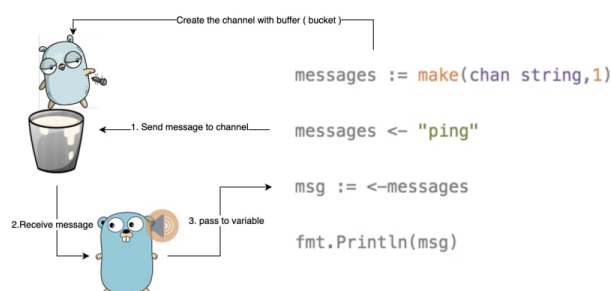 Create the channel with buffer ( bucket )
messages := make(chan string,1)
1. Send message to channel
messages <- "ping"
2.Receive message
3. pass to variable
msg := <-messages
fmt.Println(msg)